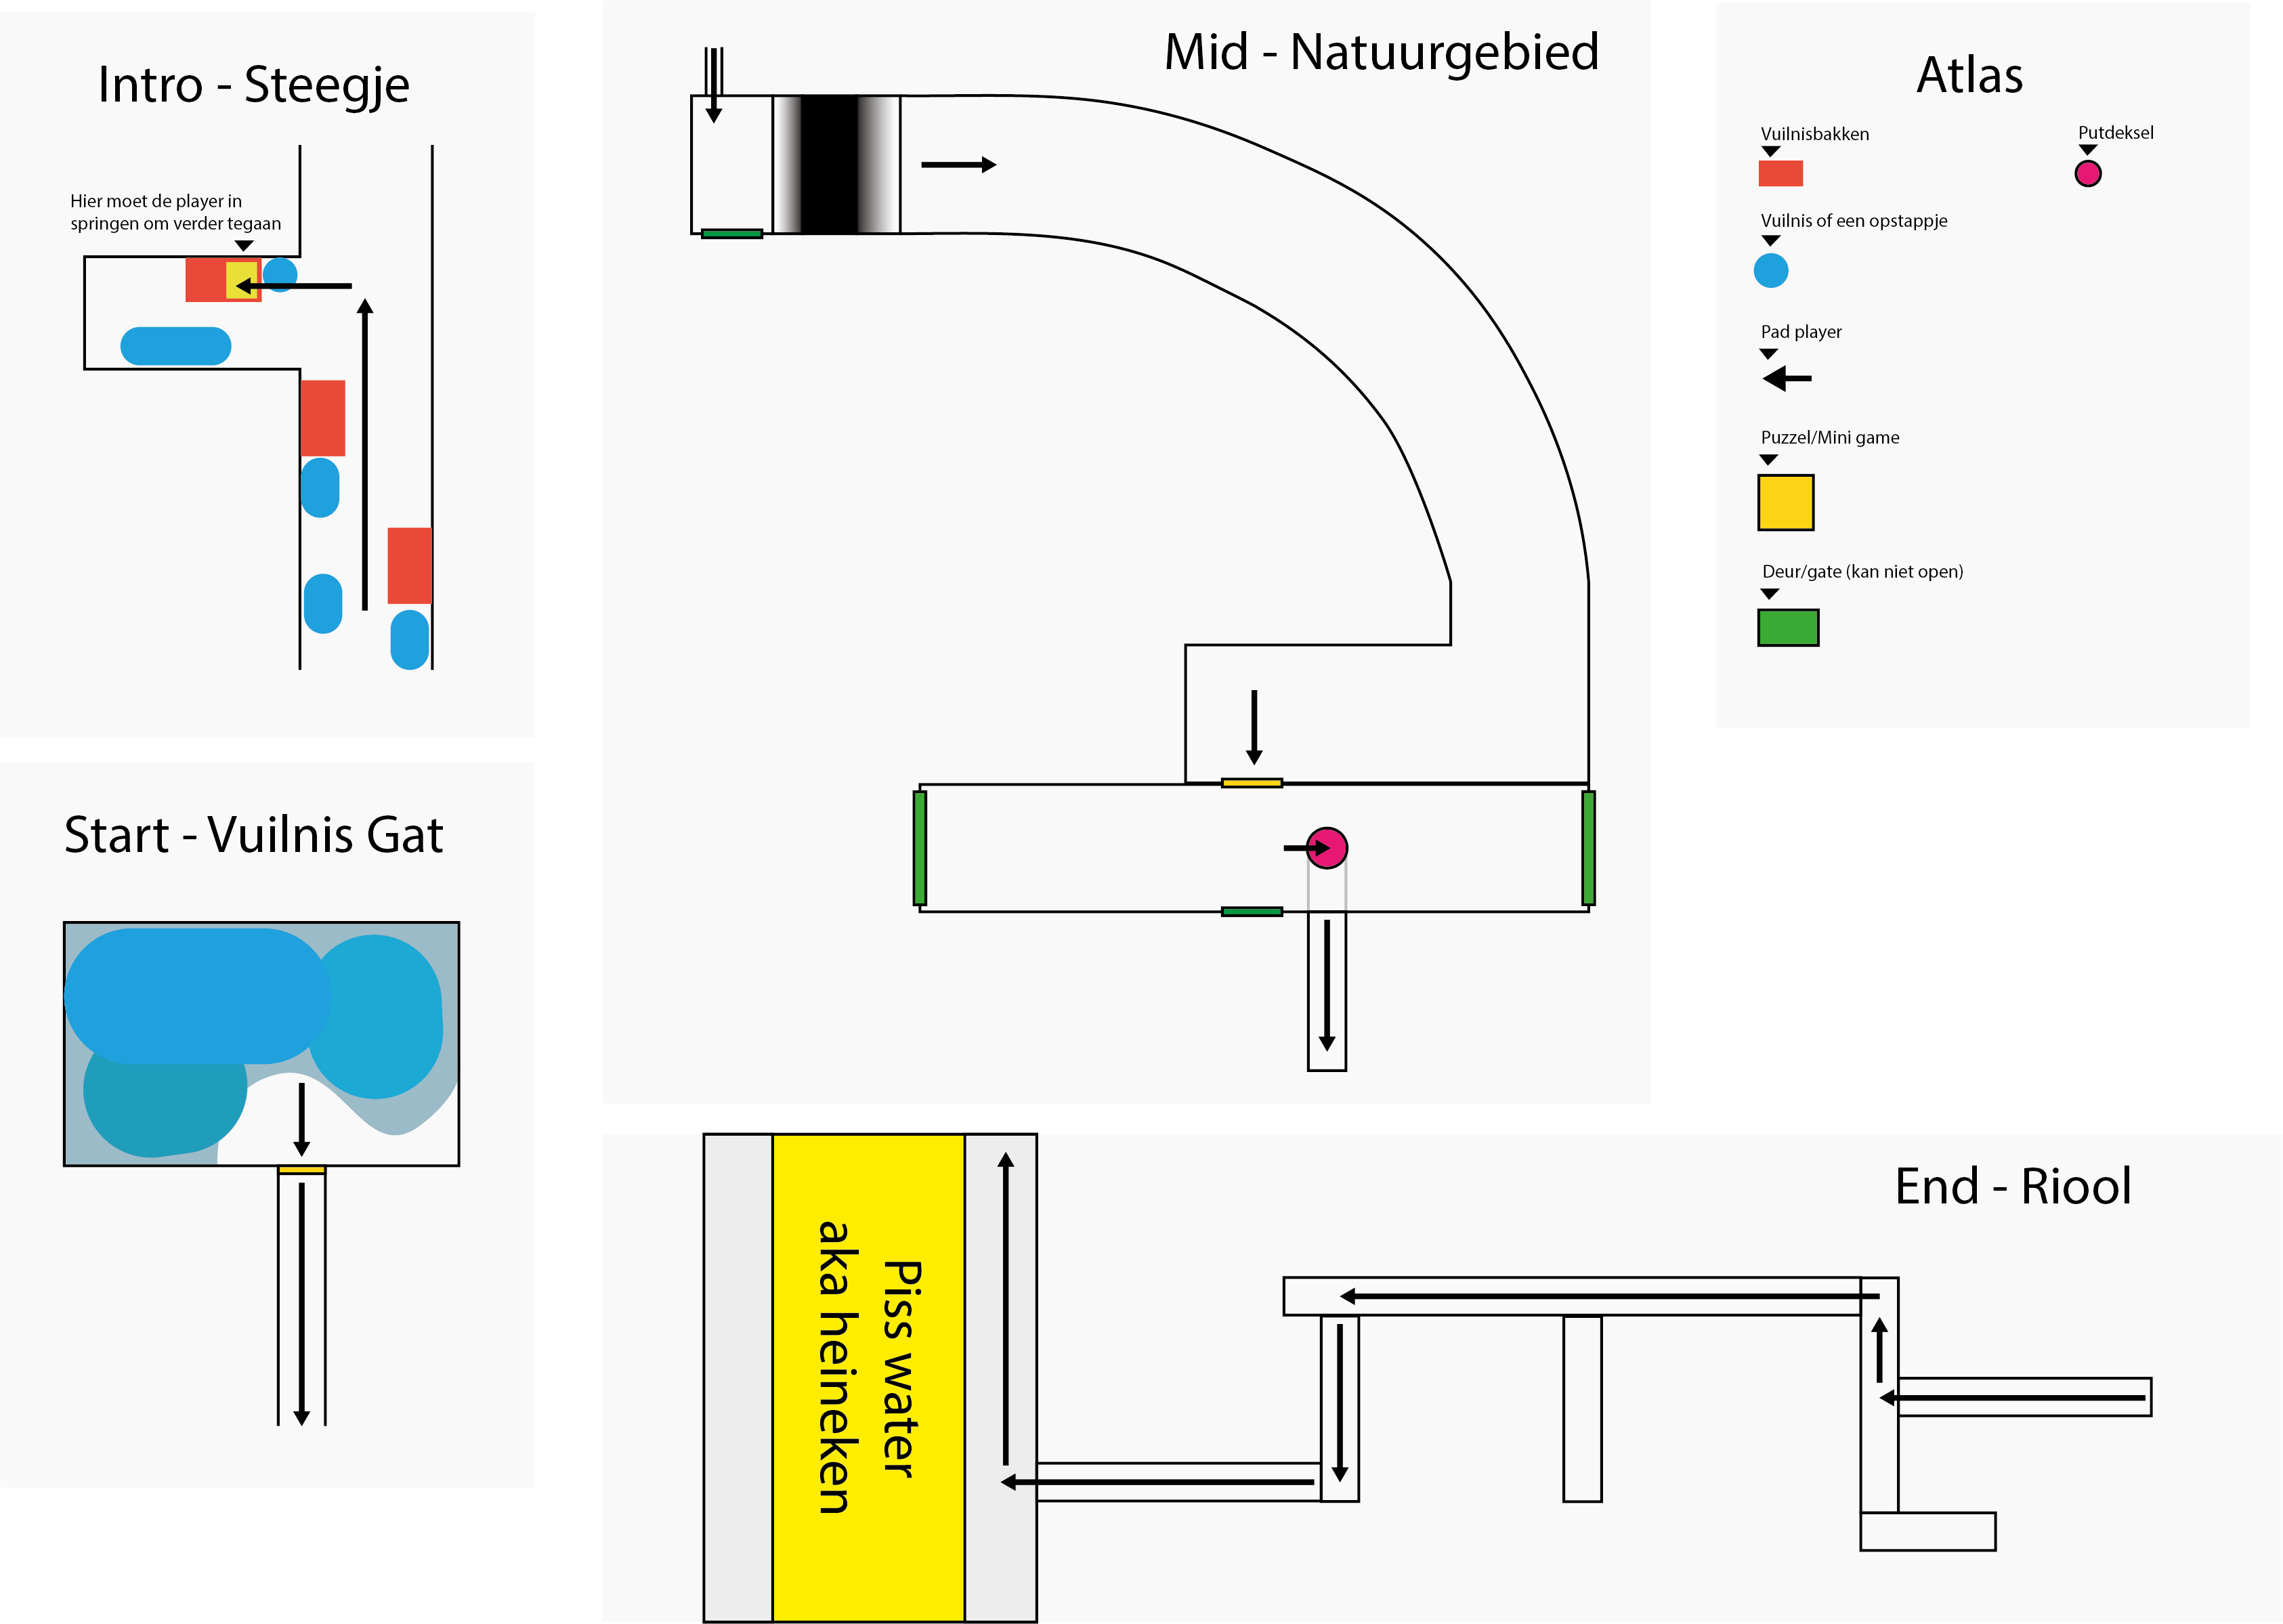 Intro - Steegje
Hier moet de player in
springen om verder tegaan
Start - Vuilnis Gat
Mid - Natuurgebied
Atlas
Vuilnisbakken
Putdeksel
Vuilnis of een opstappje
Pad player
Puzzel/Mini game
Deur/gate (kan niet open)
End - Riool
Piss water
aka heineken